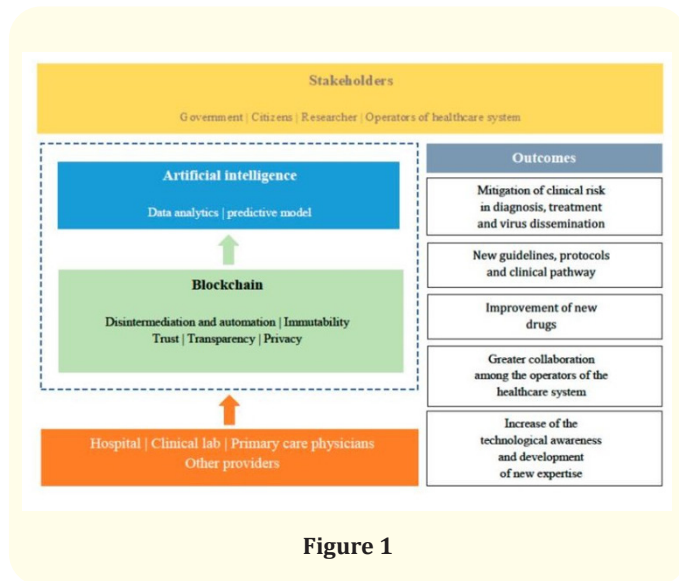 Stakeholders
Government | Citizens | Researcher | Operators of healthcare system
Artificial intelligence
Data analytics | predictive model
Blockchain
Disintermediation and automation | Immutability
Trust | Transparency | Privacy
Hospital | Clinical lab | Primary care physicians
Other providers
Outcomes
Mitigation of clinical risk
in diagnosis, treatment
and virus dissemination
New guidelines, protocols
and clinical pathway
Improvement of new
drugs
Greater collaboration
among the operators of the
healthcare system
Increase of the
technological awareness
and development
of new expertise
Figure 1